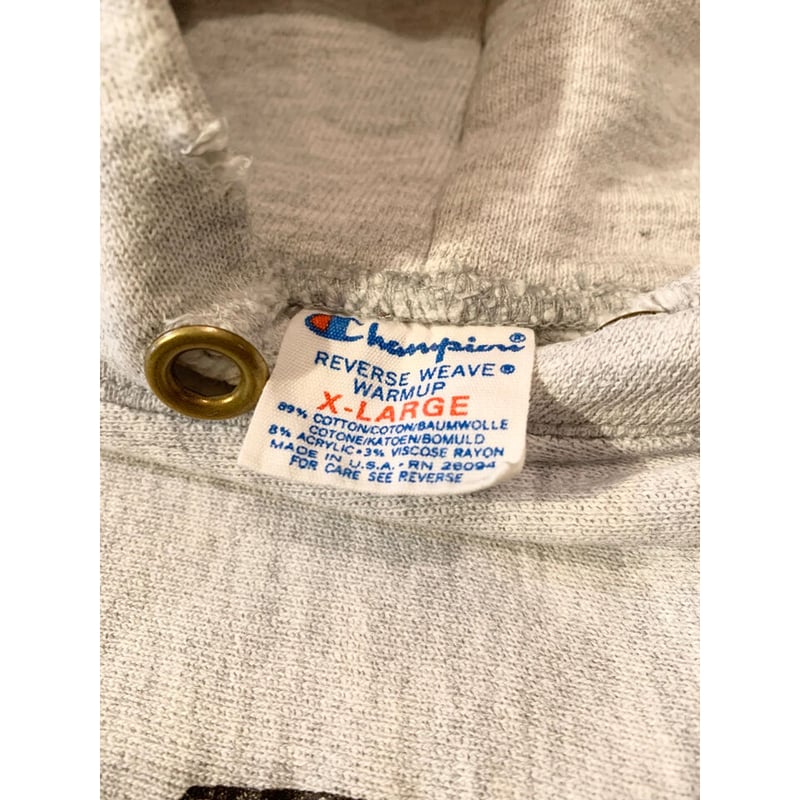 Champion®
REVERSE WEAVE®
WARMUP
X-LARGE
89% COTTON/COTON/BAUMWOLLE
COTONE/KATOEN/BOMULD
8% ACRYLIC • 3% VISCOSE RAYON
MADE IN U.S.A. • RN 26094
FOR CARE SEE REVERSE